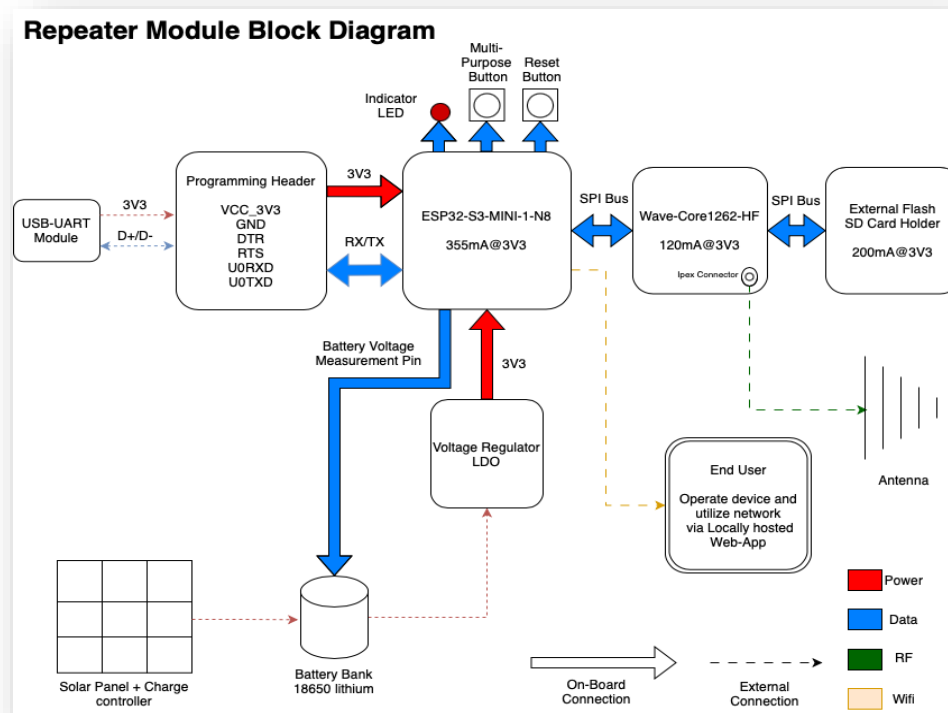 Repeater Module Block Diagram
Multi-
Purpose
Button
Reset
Button
Indicator
LED
Programming Header
VCC_3V3
GND
DTR
RTS
U0RXD
U0TXD
USB-UART
Module
3V3
D+/D-
3V3
RX/TX
ESP32-S3-MINI-1-N8
355mA@3V3
SPI Bus
Wave-Core1262-HF
120mA@3V3
Ipex Connector
SPI Bus
External Flash
SD Card Holder
200mA@3V3
Battery Voltage
Measurement Pin
3V3
Voltage Regulator
LDO
End User
Operate device and
utilize network
via Locally hosted
Web-App
Antenna
Solar Panel + Charge
controller
Battery Bank
18650 lithium
On-Board
Connection
External
Connection
Power
Data
RF
Wifi